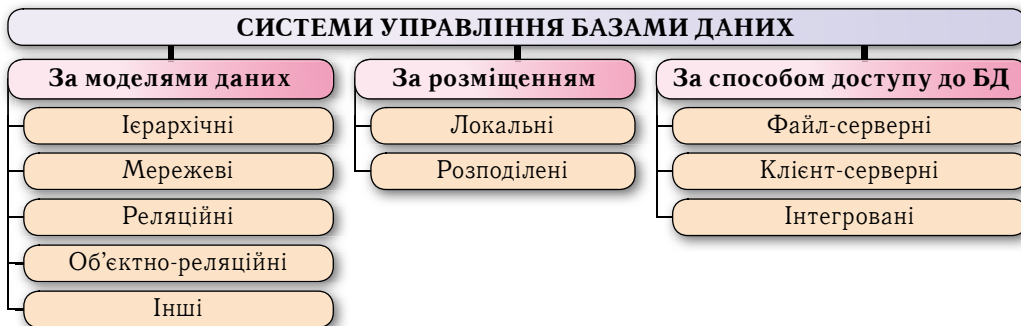 СИСТЕМИ УПРАВЛІННЯ БАЗАМИ ДАНИХ
За моделями даних
Ієрархічні
Мережеві
Реляційні
Об’єктно-реляційні
Інші
За розміщенням
Локальні
Розподілені
За способом доступу до БД
Файл-серверні
Клієнт-серверні
Інтегровані